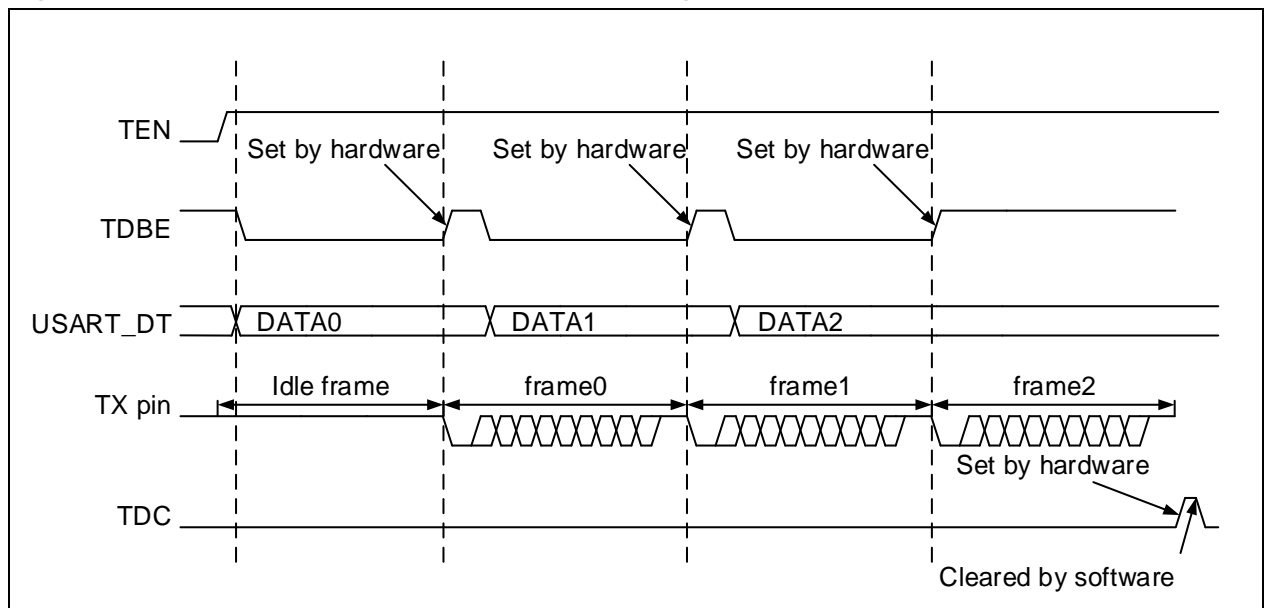 TEN
Set by hardware
Set by hardware
Set by hardware
TDBE
USART_DT
DATA0
DATA1
DATA2
Idle frame
frame0
frame1
frame2
TX pin
Set by hardware
TDC
Cleared by software